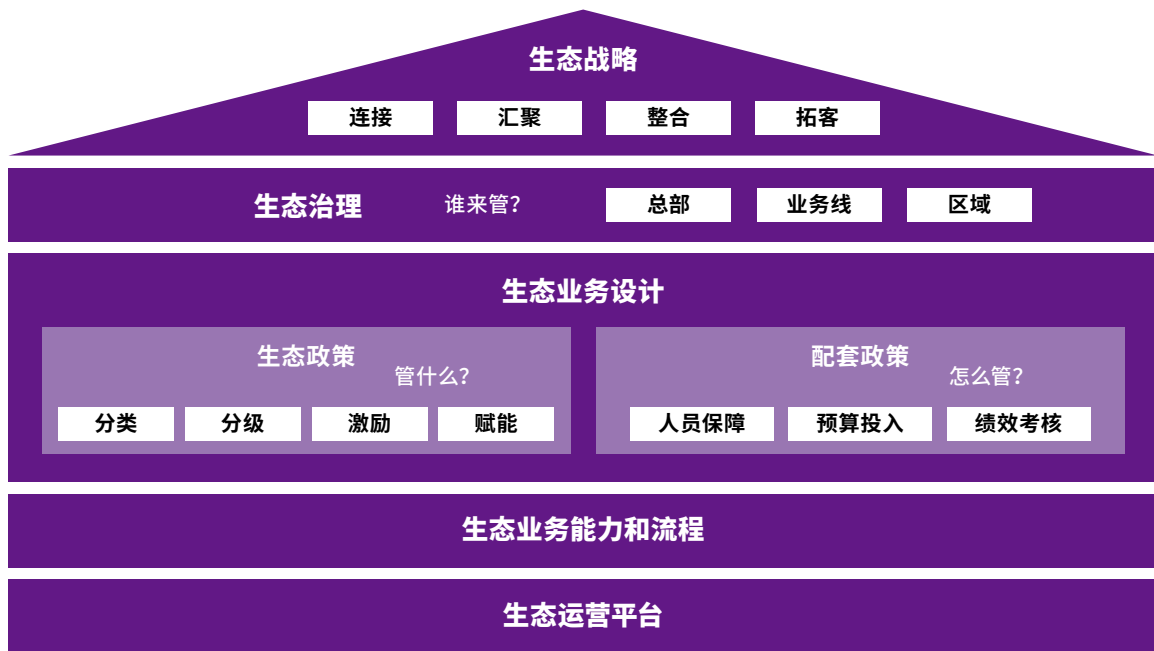 生态战略
连接 汇聚 整合 拓客
生态治理 谁来管? 总部 业务线 区域
生态业务设计
生态政策 配套政策
管什么? 怎么管?
分类 分级 激励 赋能 人员保障 预算投入 绩效考核
生态业务能力和流程
生态运营平台